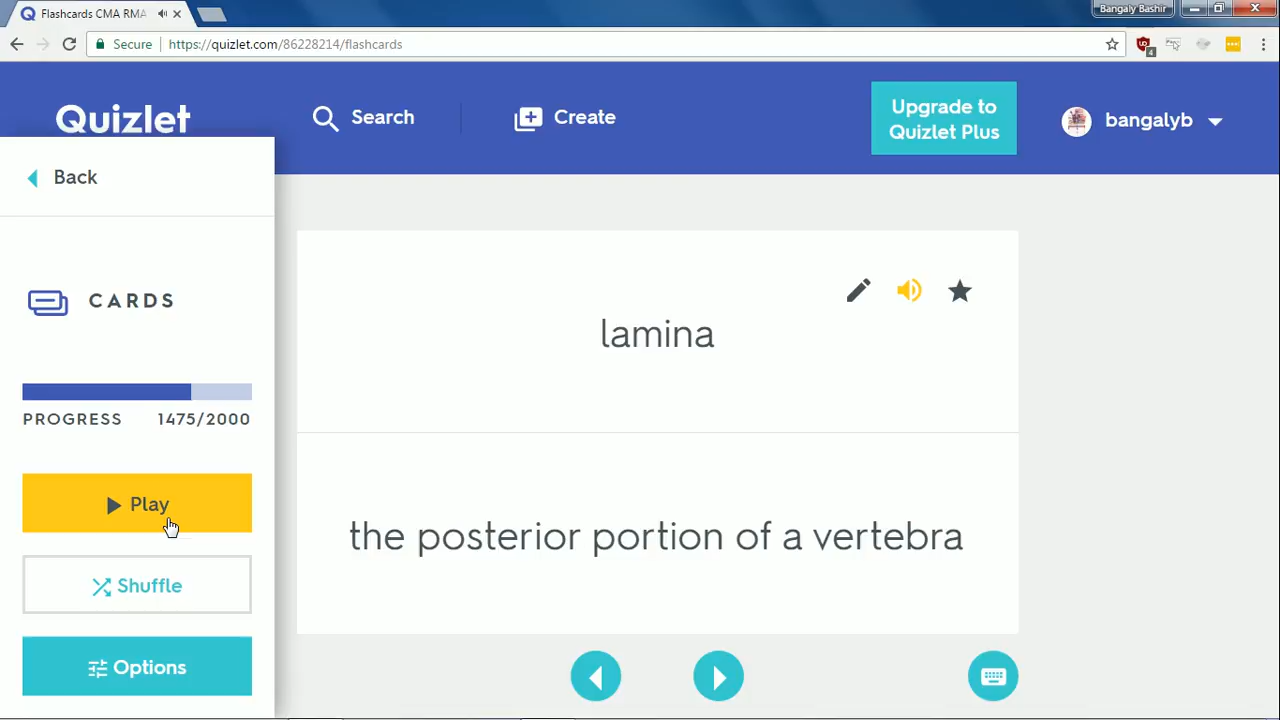 Flashcards CMA RMA
Bangaly Bashir
Secure
https://quizlet.com/86228214/flashcards
4
Quizlet
Search
Create
Upgrade to
Quizlet Plus
bangalyb
Back
CARDS
PROGRESS 1475/2000
Play
Shuffle
Options
lamina
the posterior portion of a vertebra